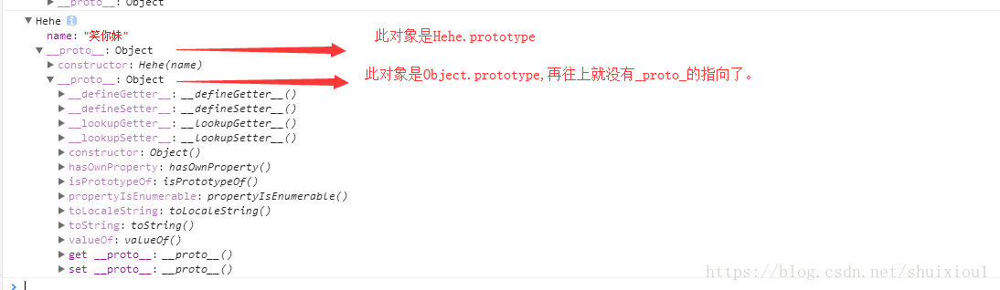 __proto__: Object
Hehe i
name: "笑你妹"
此对象是Hehe.prototype
__proto__: Object
constructor: Hehe(name)
此对象是Object.prototype,再往上就没有_proto_的指向了。
__proto__: Object
__defineGetter__: __defineGetter__()
__defineSetter__: __defineSetter__()
__lookupGetter__: __lookupGetter__()
__lookupSetter__: __lookupSetter__()
constructor: Object()
hasOwnProperty: hasOwnProperty()
isPrototypeOf: isPrototypeOf()
propertyIsEnumerable: propertyIsEnumerable()
toLocaleString: toLocaleString()
toString: toString()
valueOf: valueOf()
get __proto__: __proto__()
set __proto__: __proto__()
https://blog.csdn.net/shuixiou1